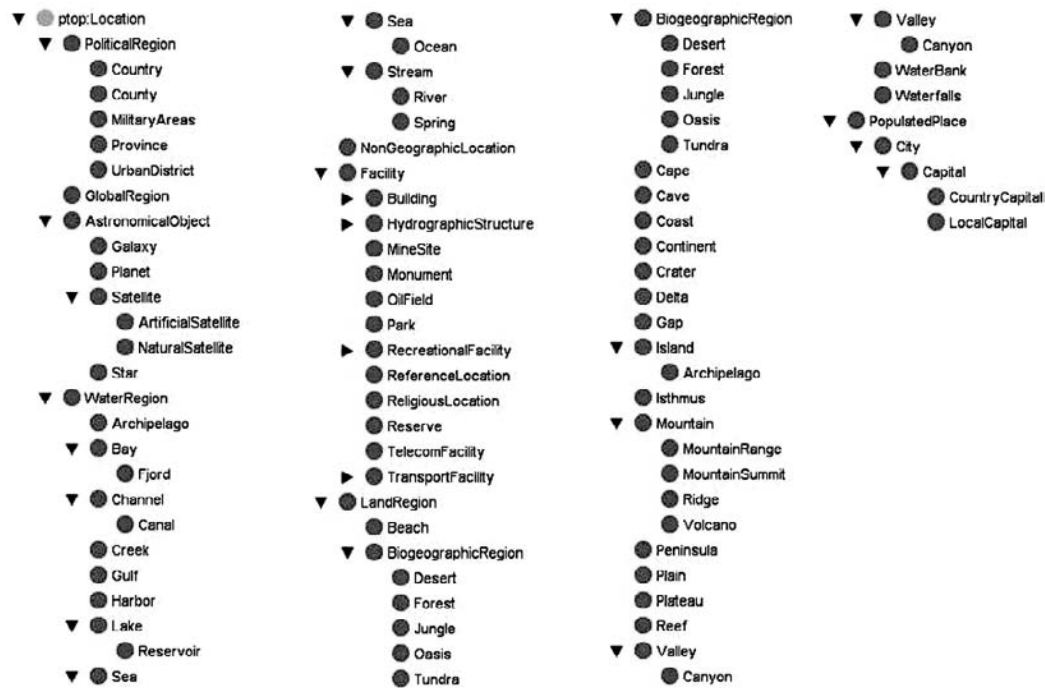 ptop:Location
PoliticalRegion
Country
County
MilitaryAreas
Province
UrbanDistrict
GlobalRegion
AstronomicalObject
Galaxy
Planet
Satellite
ArtificialSatellite
NaturalSatellite
Star
WaterRegion
Archipelago
Bay
Fjord
Channel
Canal
Creek
Gulf
Harbor
Lake
Reservoir
Sea
Sea
Ocean
Stream
River
Spring
NonGeographicLocation
Facility
Building
HydrographicStructure
MineSite
Monument
OilField
Park
RecreationalFacility
ReferenceLocation
ReligiousLocation
Reserve
TelecomFacility
TransportFacility
LandRegion
Beach
BiogeographicRegion
Desert
Forest
Jungle
Oasis
Tundra
BiogeographicRegion
Desert
Forest
Jungle
Oasis
Tundra
Cape
Cave
Coast
Continent
Crater
Delta
Gap
Island
Archipelago
Isthmus
Mountain
MountainRange
MountainSummit
Ridge
Volcano
Peninsula
Plain
Plateau
Reef
Valley
Canyon
Valley
Canyon
WaterBank
Waterfalls
PopulatedPlace
City
Capital
CountryCapitall
LocalCapital